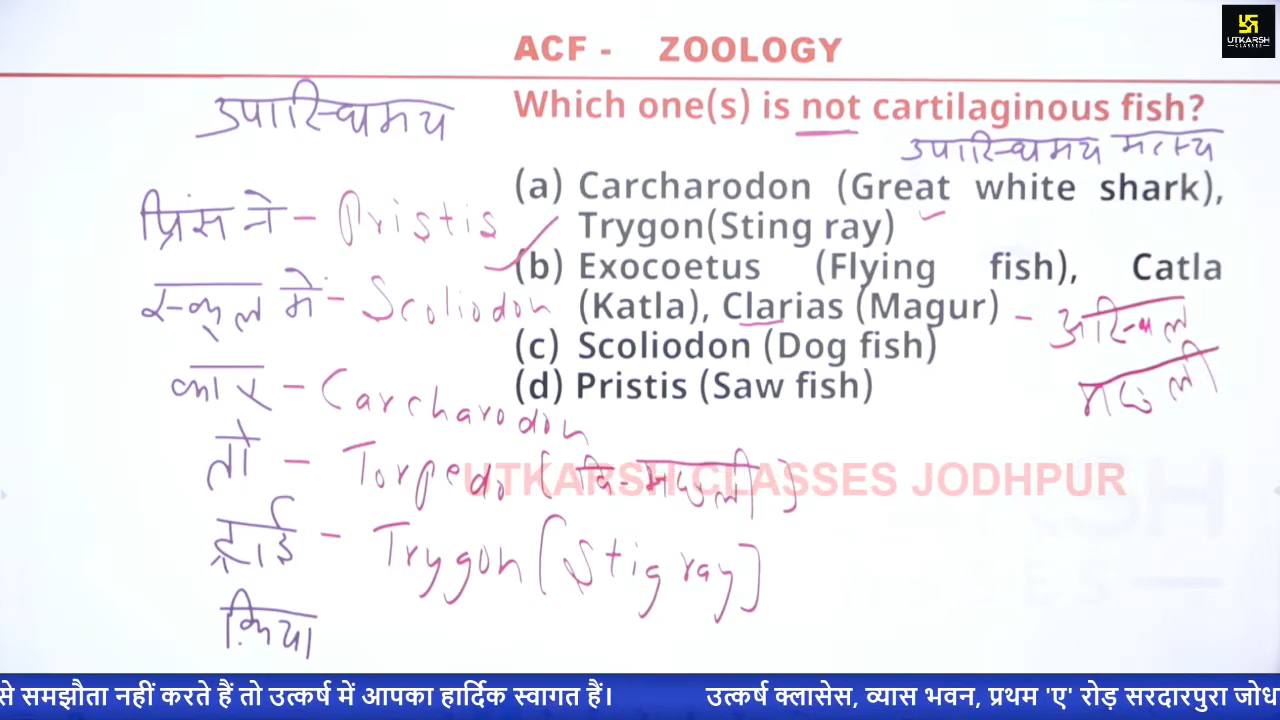 UTKARSH
CLASSES
ACF - ZOOLOGY
Which one(s) is not cartilaginous fish?
उपास्थिमय
उपास्थिमय मत्स्य
(a) Carcharodon (Great white shark),
Trygon(Sting ray)
(b) Exocoetus (Flying fish), Catla
(Katla), Clarias (Magur) - अस्थिल
मछली
(c) Scoliodon (Dog fish)
(d) Pristis (Saw fish)
प्रिंस ने - Pristis
स्कूल में - Scoliodon
कार - Carcharodon
तो - Torpedo (वि-मछली)
ट्राई - Trygon (Stig ray)
किया
UTKARSH CLASSES JODHPUR
से समझौता नहीं करते हैं तो उत्कर्ष में आपका हार्दिक स्वागत हैं। उत्कर्ष क्लासेस, व्यास भवन, प्रथम 'ए' रोड़ सरदारपुरा जोध